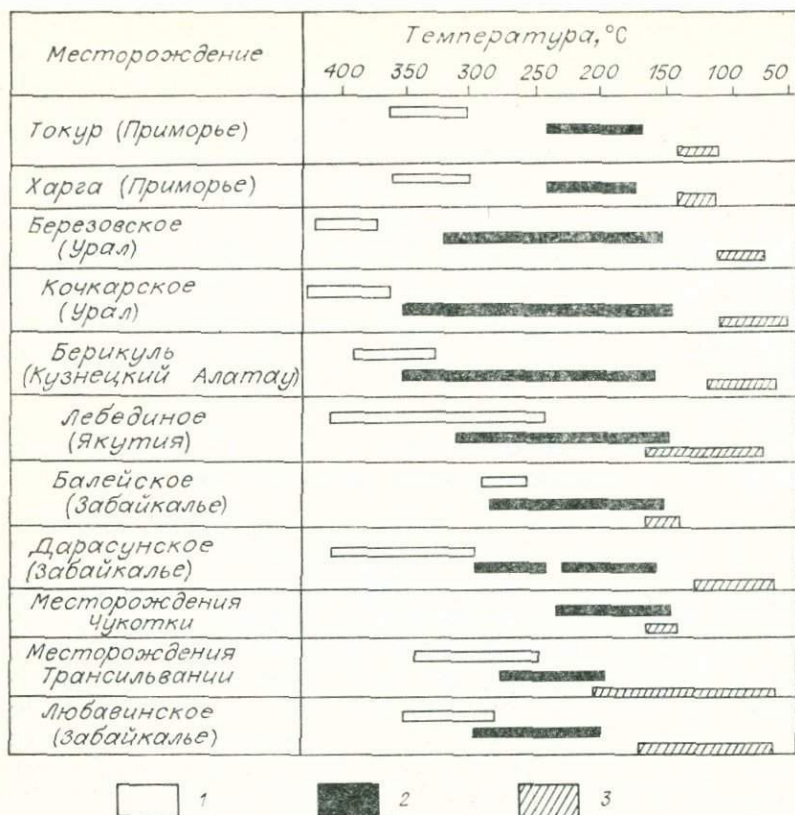 Месторождение
Температура,°С
400 350 300 240 200 150 100 50
Токур (Приморье)
Харга (Приморье)
Березовское
(Урал)
Кочкарское
(Урал)
Берикуль
(Кузнецкий Алатау)
Лебединое
(Якутия)
Балейское
(Забайкалье)
Дарасунское
(Забайкалье)
Месторождения
Чукотки
Месторождения
Трансильвании
Любавинское
(Забайкалье)
1 2 3